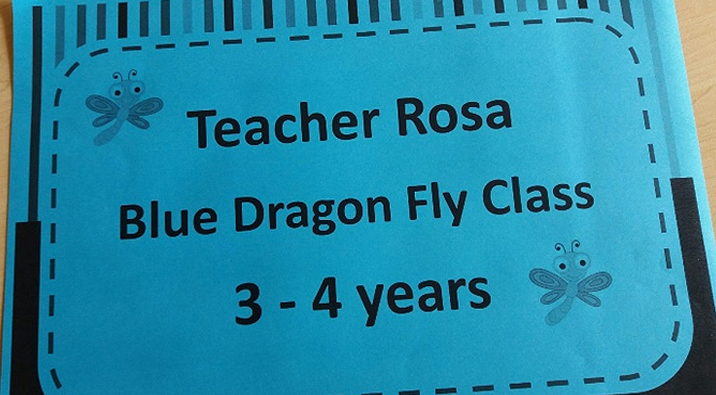 Teacher Rosa
Blue Dragon Fly Class
3 - 4 years